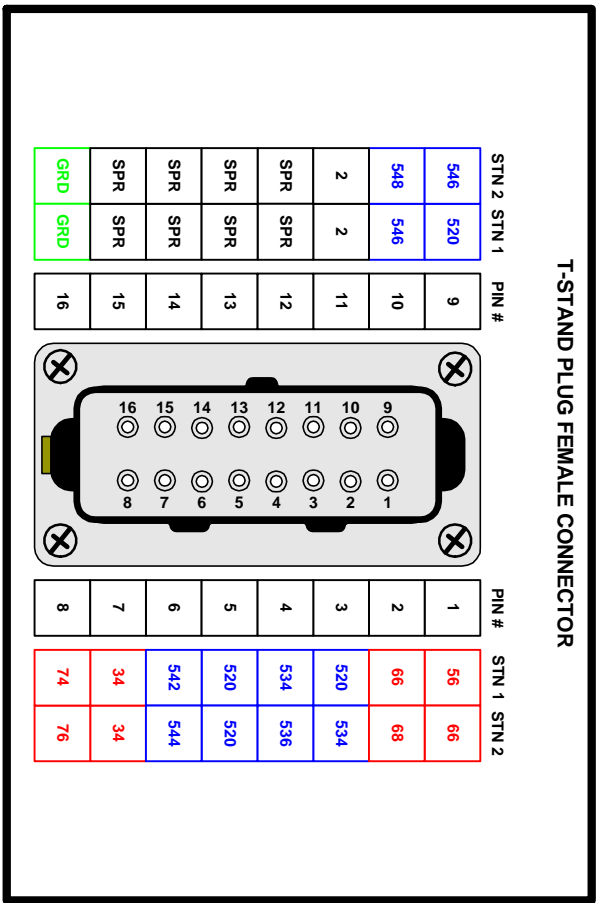 T-STAND PLUG FEMALE CONNECTOR
STN 2 STN 1 PIN # PIN # STN 1 STN 2
546 520 9 1 56 66
548 546 10 2 66 68
2 2 11 3 520 534
SPR SPR 12 4 534 536
SPR SPR 13 5 520 520
SPR SPR 14 6 542 544
SPR SPR 15 7 34 34
GRD GRD 16 8 74 76
16 15 14 13 12 11 10 9
8 7 6 5 4 3 2 1